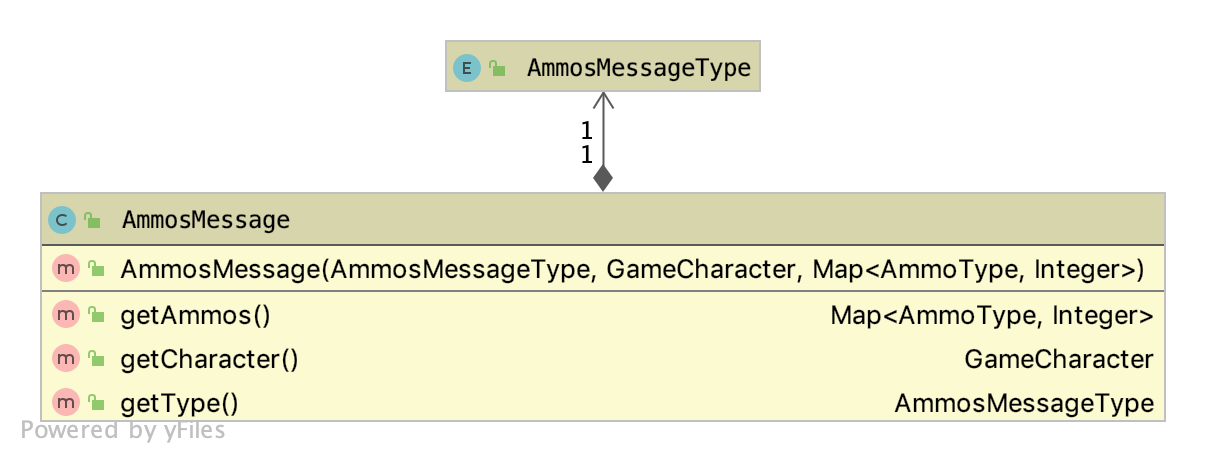 E AmmosMessageType
1
1
C AmmosMessage
m AmmosMessage(AmmosMessageType, GameCharacter, Map<AmmoType, Integer>)
m getAmmos() Map<AmmoType, Integer>
m getCharacter() GameCharacter
m getType() AmmosMessageType
Powered by yFiles